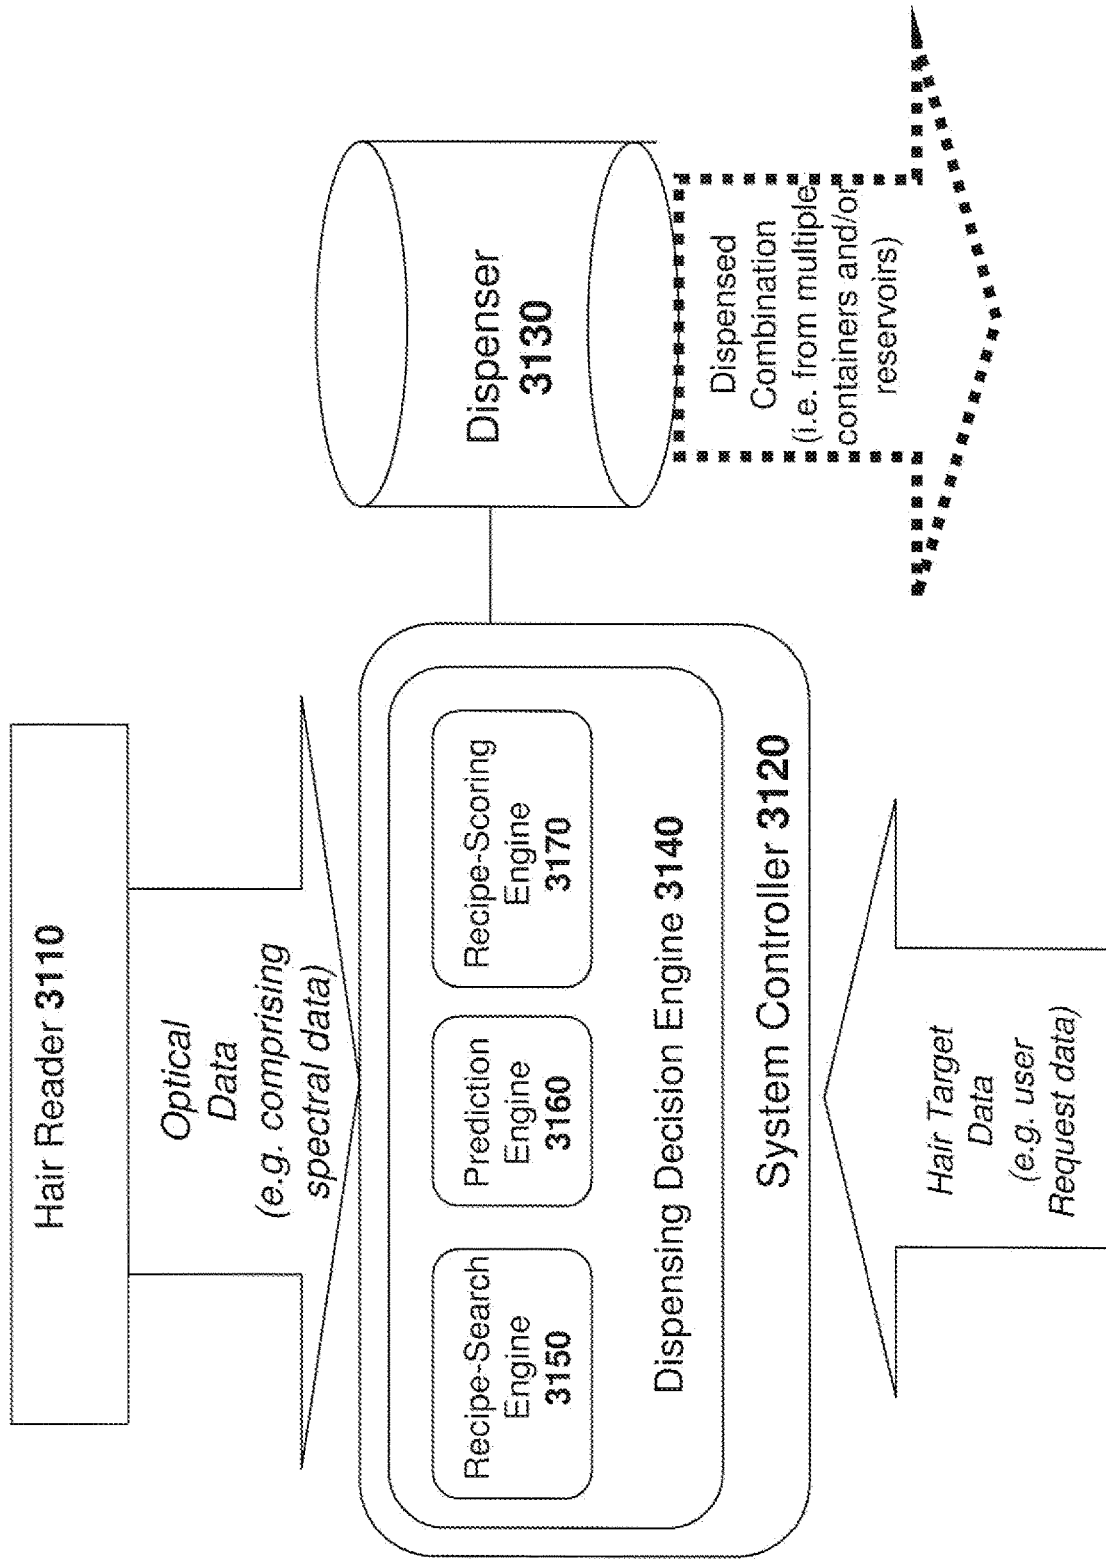 Hair Reader 3110
Optical
Data
(e.g. comprising
spectral data)
Recipe-Search
Engine
3150
Prediction
Engine
3160
Recipe-Scoring
Engine
3170
Dispensing Decision Engine 3140
System Controller 3120
Hair Target
Data
(e.g. user
Request data)
Dispenser
3130
Dispensed
Combination
(i.e. from multiple
containers and/or
reservoirs)